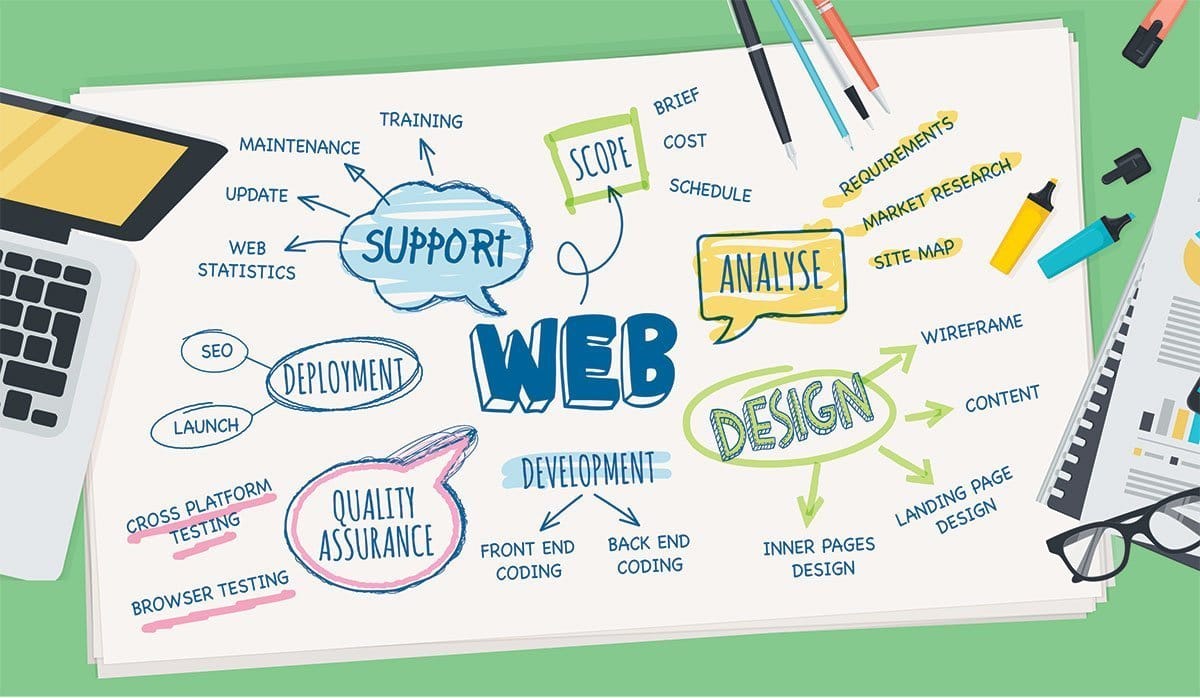 TRAINING
MAINTENANCE
UPDATE
WEB
STATISTICS
SUPPORT
SCOPE
BRIEF
COST
SCHEDULE
ANALYSE
REQUIREMENTS
MARKET RESEARCH
SITE MAP
WEB
SEO
LAUNCH
DEPLOYMENT
DESIGN
WIREFRAME
CONTENT
LANDING PAGE
DESIGN
INNER PAGES
DESIGN
DEVELOPMENT
FRONT END
CODING
BACK END
CODING
QUALITY
ASSURANCE
CROSS PLATFORM
TESTING
BROWSER TESTING